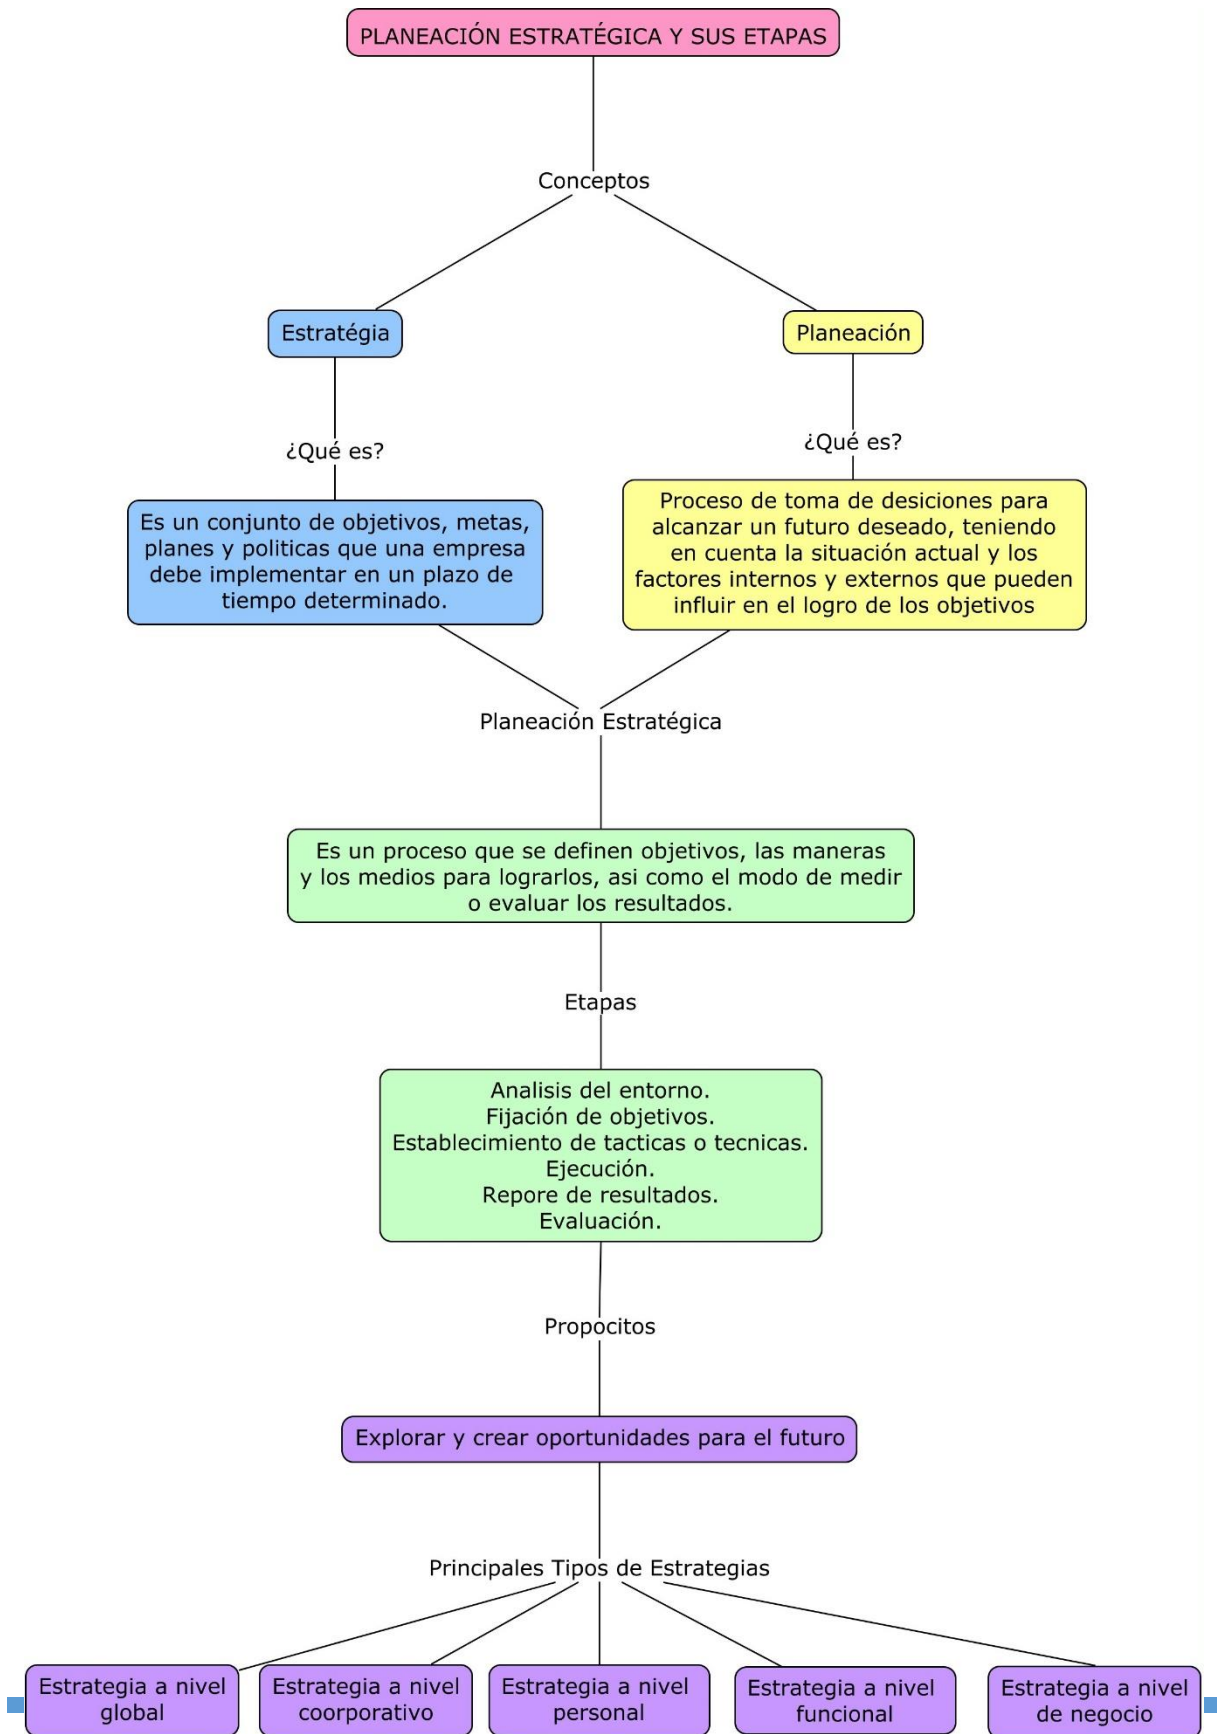 PLANEACIÓN ESTRATÉGICA Y SUS ETAPAS
Conceptos
Estratégia
Planeación
¿Qué es?
¿Qué es?
Es un conjunto de objetivos, metas,
planes y politicas que una empresa
debe implementar en un plazo de
tiempo determinado.
Proceso de toma de desiciones para
alcanzar un futuro deseado, teniendo
en cuenta la situación actual y los
factores internos y externos que pueden
influir en el logro de los objetivos
Planeación Estratégica
Es un proceso que se definen objetivos, las maneras
y los medios para lograrlos, asi como el modo de medir
o evaluar los resultados.
Etapas
Analisis del entorno.
Fijación de objetivos.
Establecimiento de tacticas o tecnicas.
Ejecución.
Repore de resultados.
Evaluación.
Propocitos
Explorar y crear oportunidades para el futuro
Principales Tipos de Estrategias
Estrategia a nivel
global
Estrategia a nivel
coorporativo
Estrategia a nivel
personal
Estrategia a nivel
funcional
Estrategia a nivel
de negocio